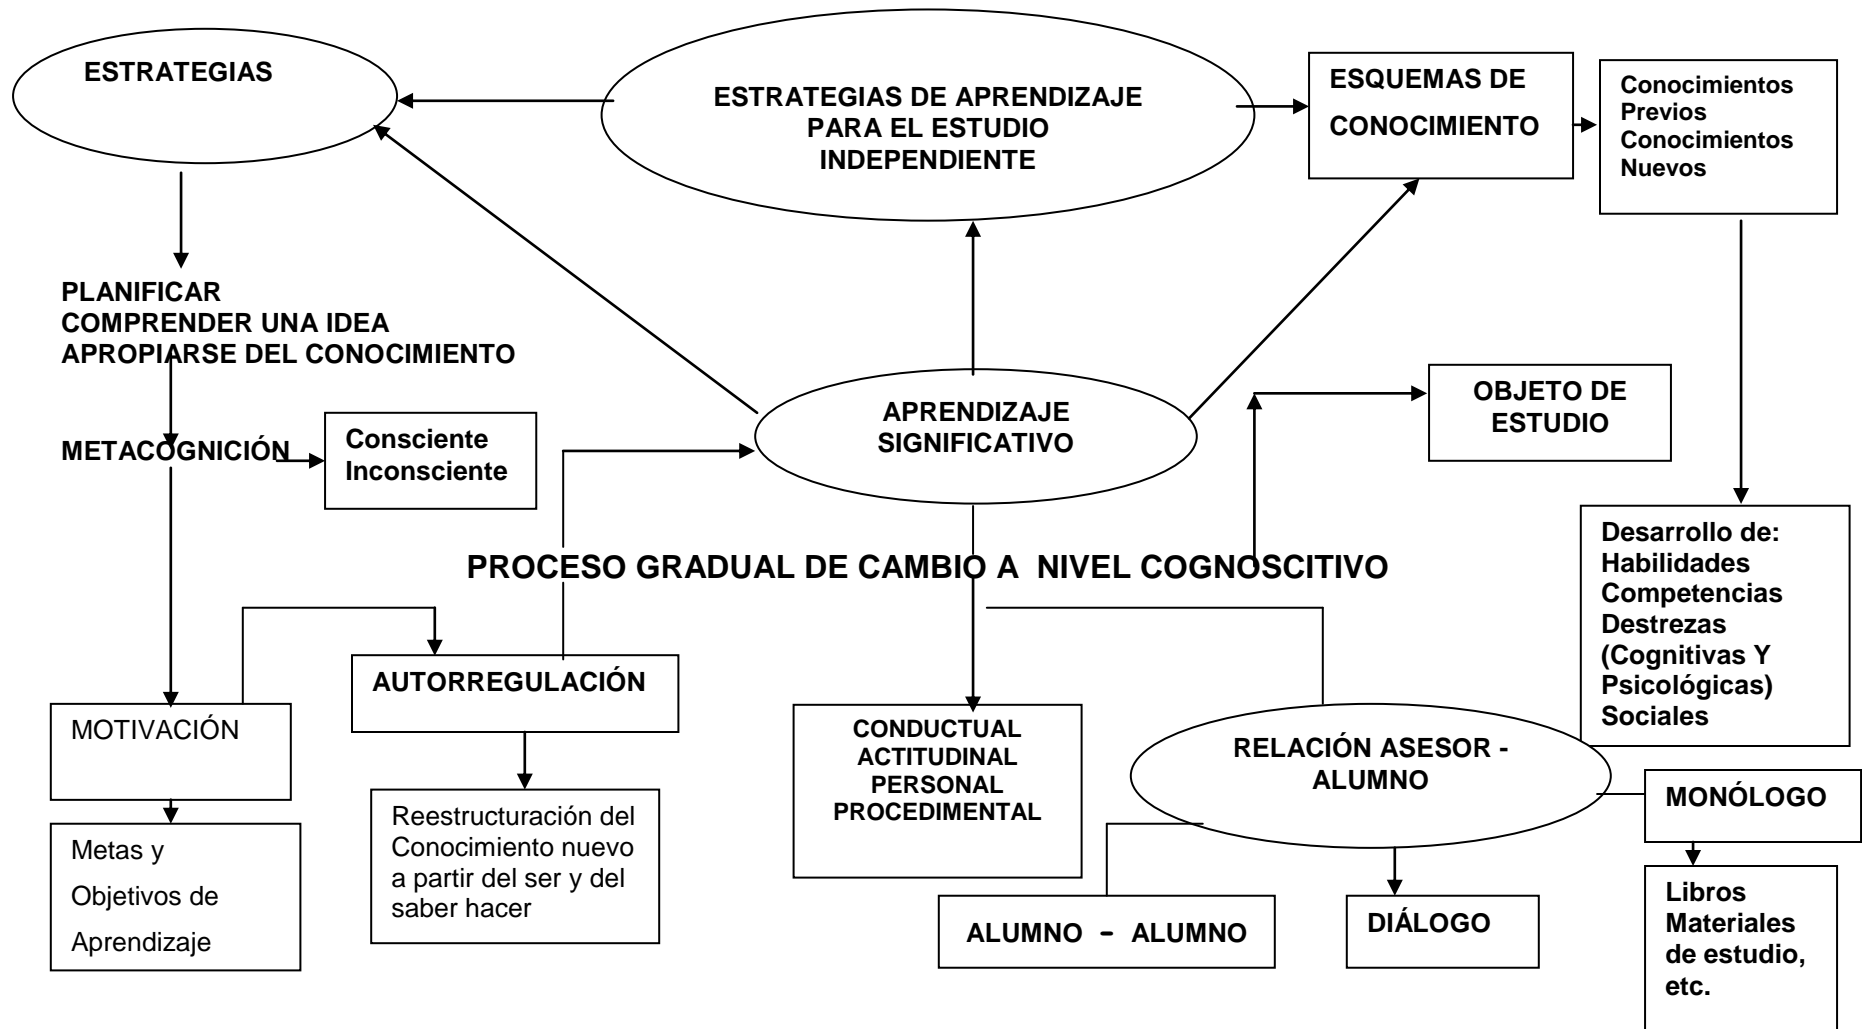 ESTRATEGIAS
ESTRATEGIAS DE APRENDIZAJE
PARA EL ESTUDIO
INDEPENDIENTE
ESQUEMAS DE
CONOCIMIENTO
Conocimientos
Previos
Conocimientos
Nuevos
PLANIFICAR
COMPRENDER UNA IDEA
APROPIARSE DEL CONOCIMIENTO
METACOGNICIÓN
Consciente
Inconsciente
APRENDIZAJE
SIGNIFICATIVO
OBJETO DE
ESTUDIO
Desarrollo de:
Habilidades
Competencias
Destrezas
(Cognitivas Y
Psicológicas)
Sociales
PROCESO GRADUAL DE CAMBIO A NIVEL COGNOSCITIVO
MOTIVACIÓN
AUTORREGULACIÓN
CONDUCTUAL
ACTITUDINAL
PERSONAL
PROCEDIMENTAL
RELACIÓN ASESOR -
ALUMNO
MONÓLOGO
Metas y
Objetivos de
Aprendizaje
Reestructuración del
Conocimiento nuevo
a partir del ser y del
saber hacer
ALUMNO – ALUMNO
DIÁLOGO
Libros
Materiales
de estudio,
etc.